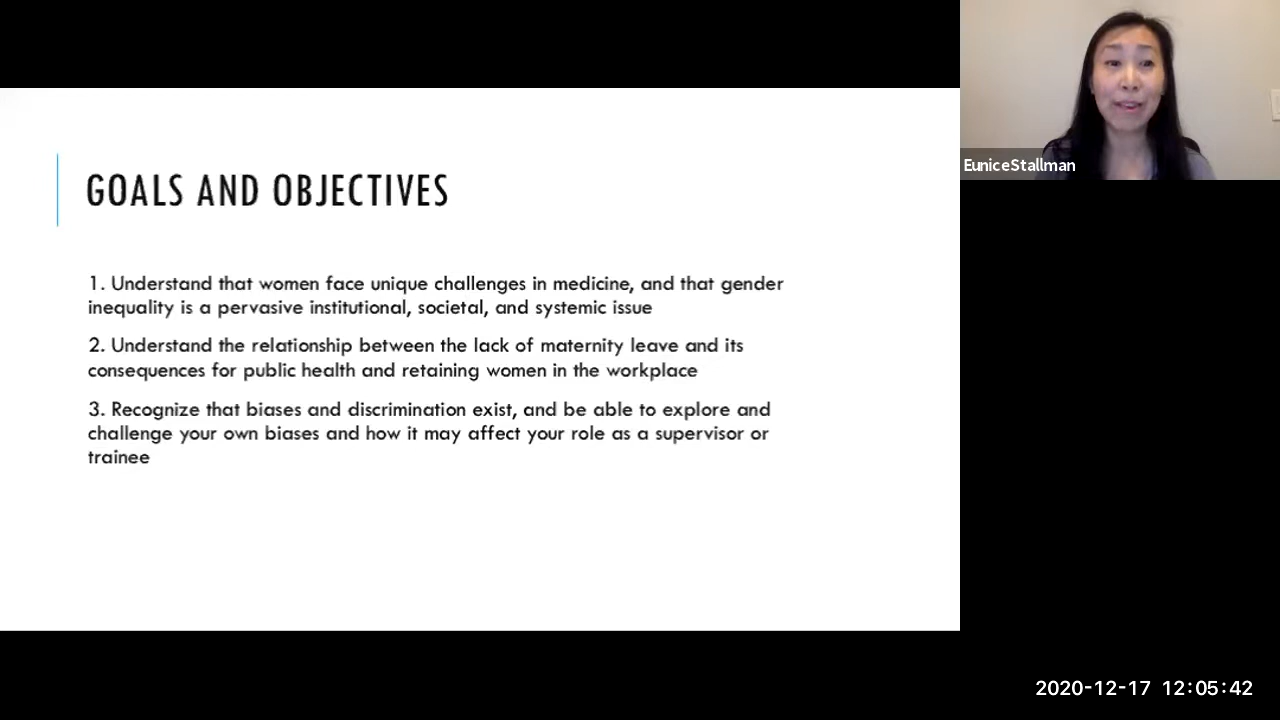 GOALS AND OBJECTIVES
1. Understand that women face unique challenges in medicine, and that gender
inequality is a pervasive institutional, societal, and systemic issue
2. Understand the relationship between the lack of maternity leave and its
consequences for public health and retaining women in the workplace
3. Recognize that biases and discrimination exist, and be able to explore and
challenge your own biases and how it may affect your role as a supervisor or
trainee
EuniceStallman
2020-12-17 12:05:42